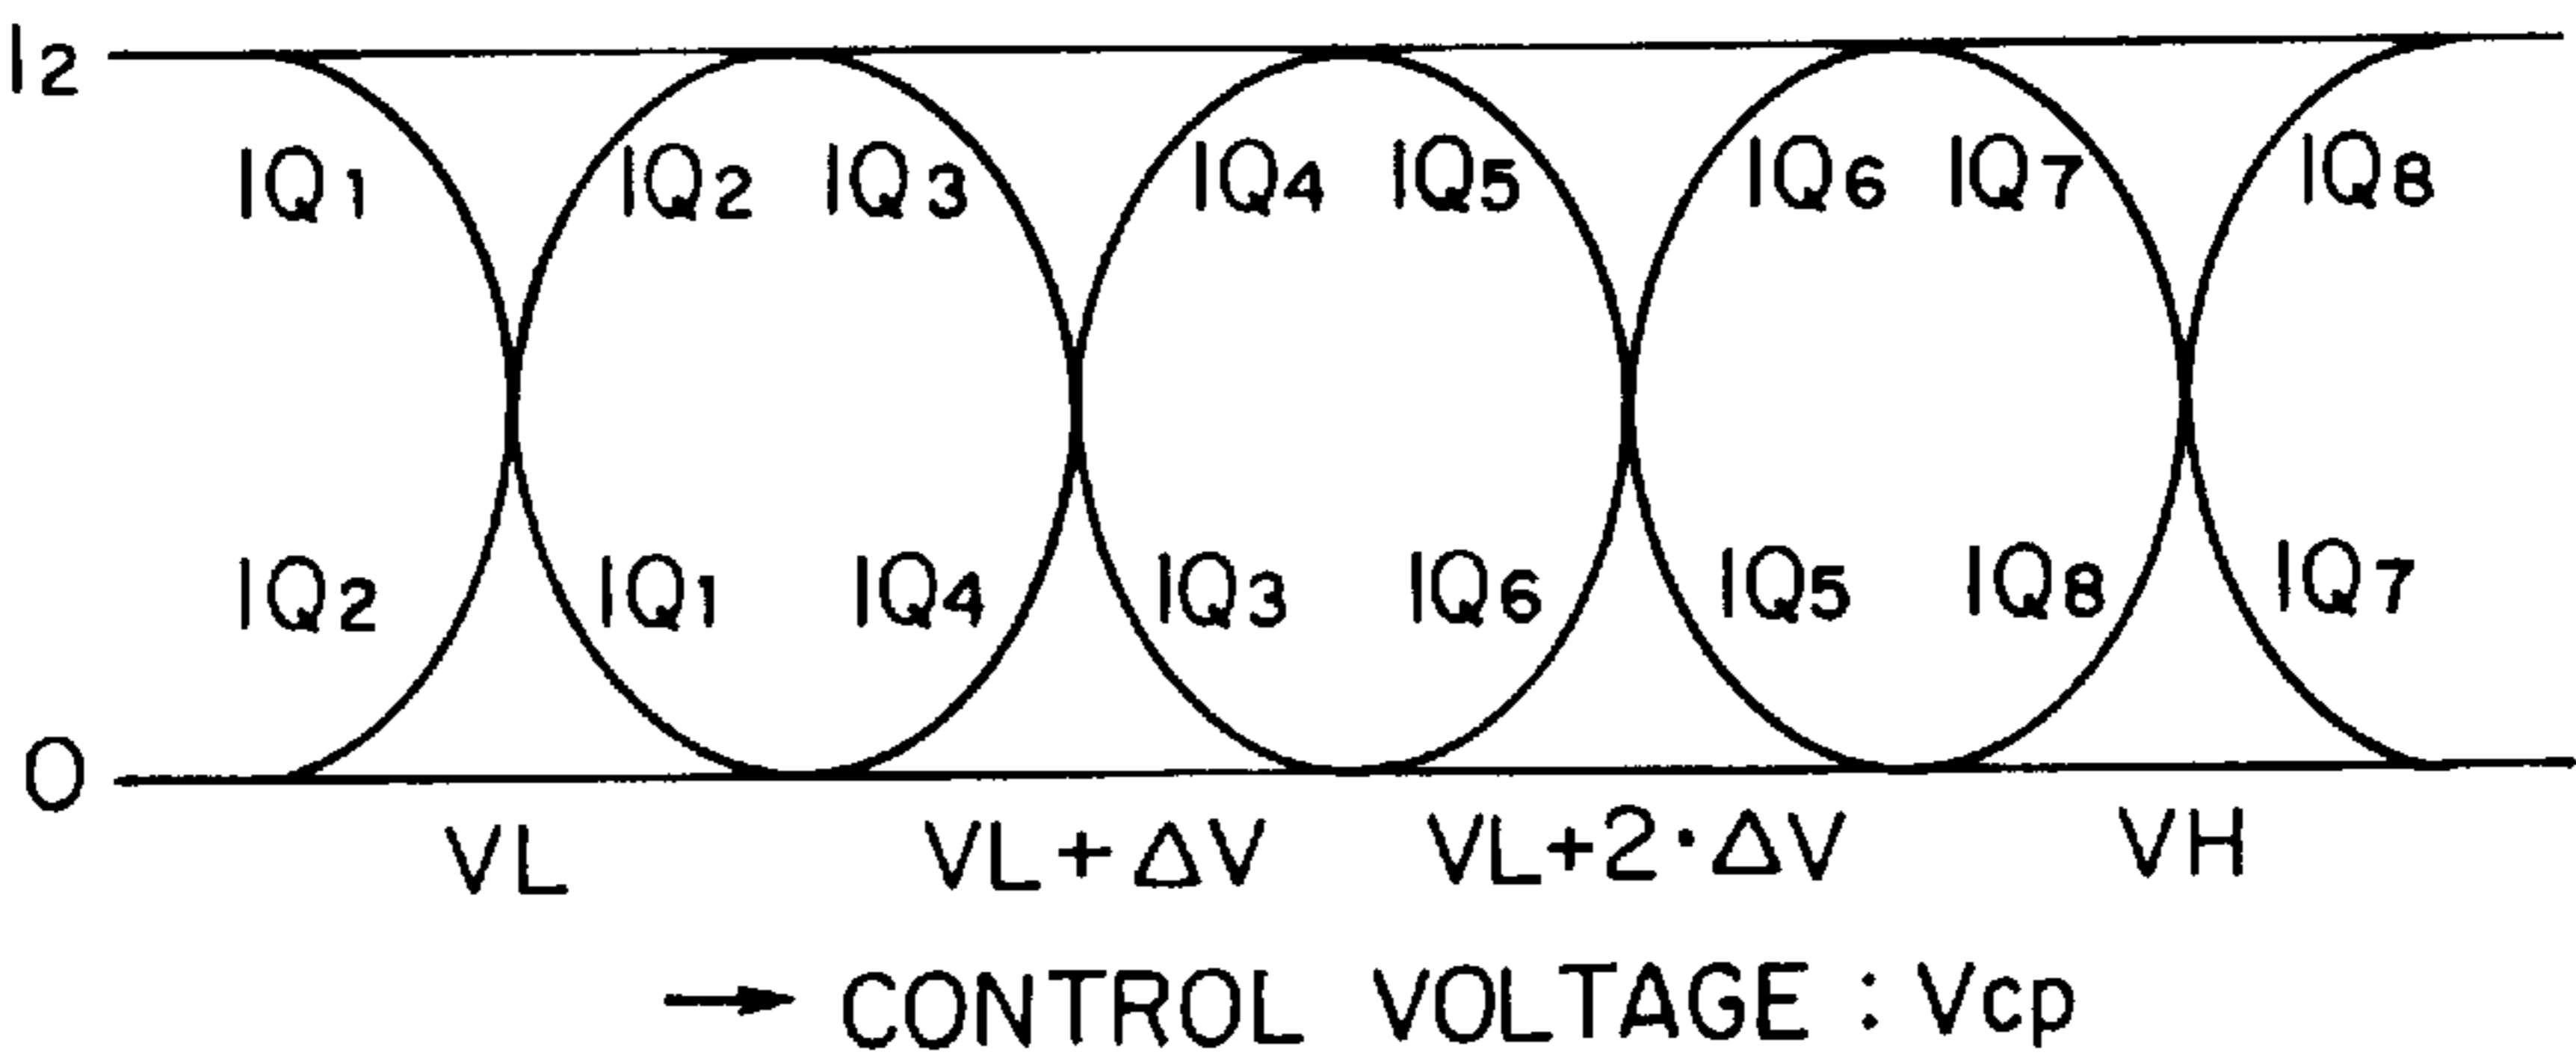 I2
IQ1 IQ2 IQ3 IQ4 IQ5 IQ6 IQ7 IQ8
IQ2 IQ1 IQ4 IQ3 IQ6 IQ5 IQ8 IQ7
0
VL VL+ΔV VL+2·ΔV VH
→ CONTROL VOLTAGE : Vcp